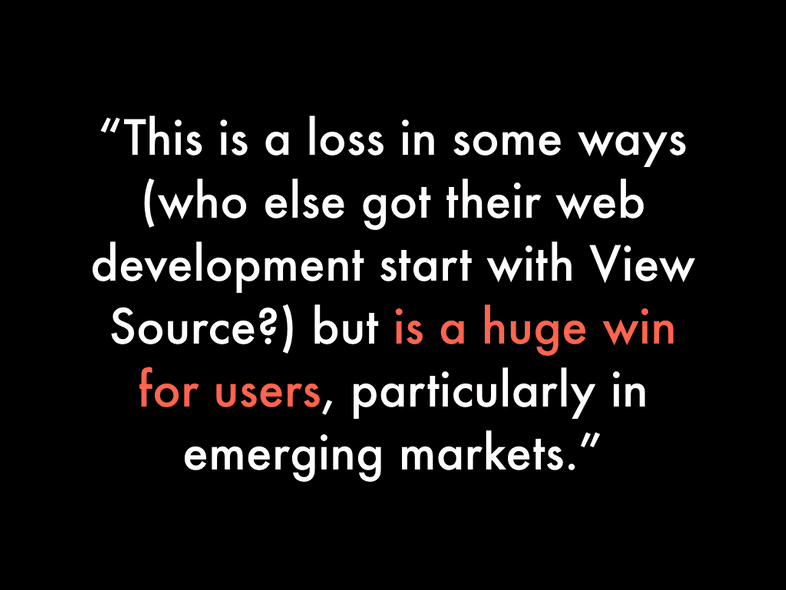 “This is a loss in some ways
(who else got their web
development start with View
Source?) but is a huge win
for users, particularly in
emerging markets.”